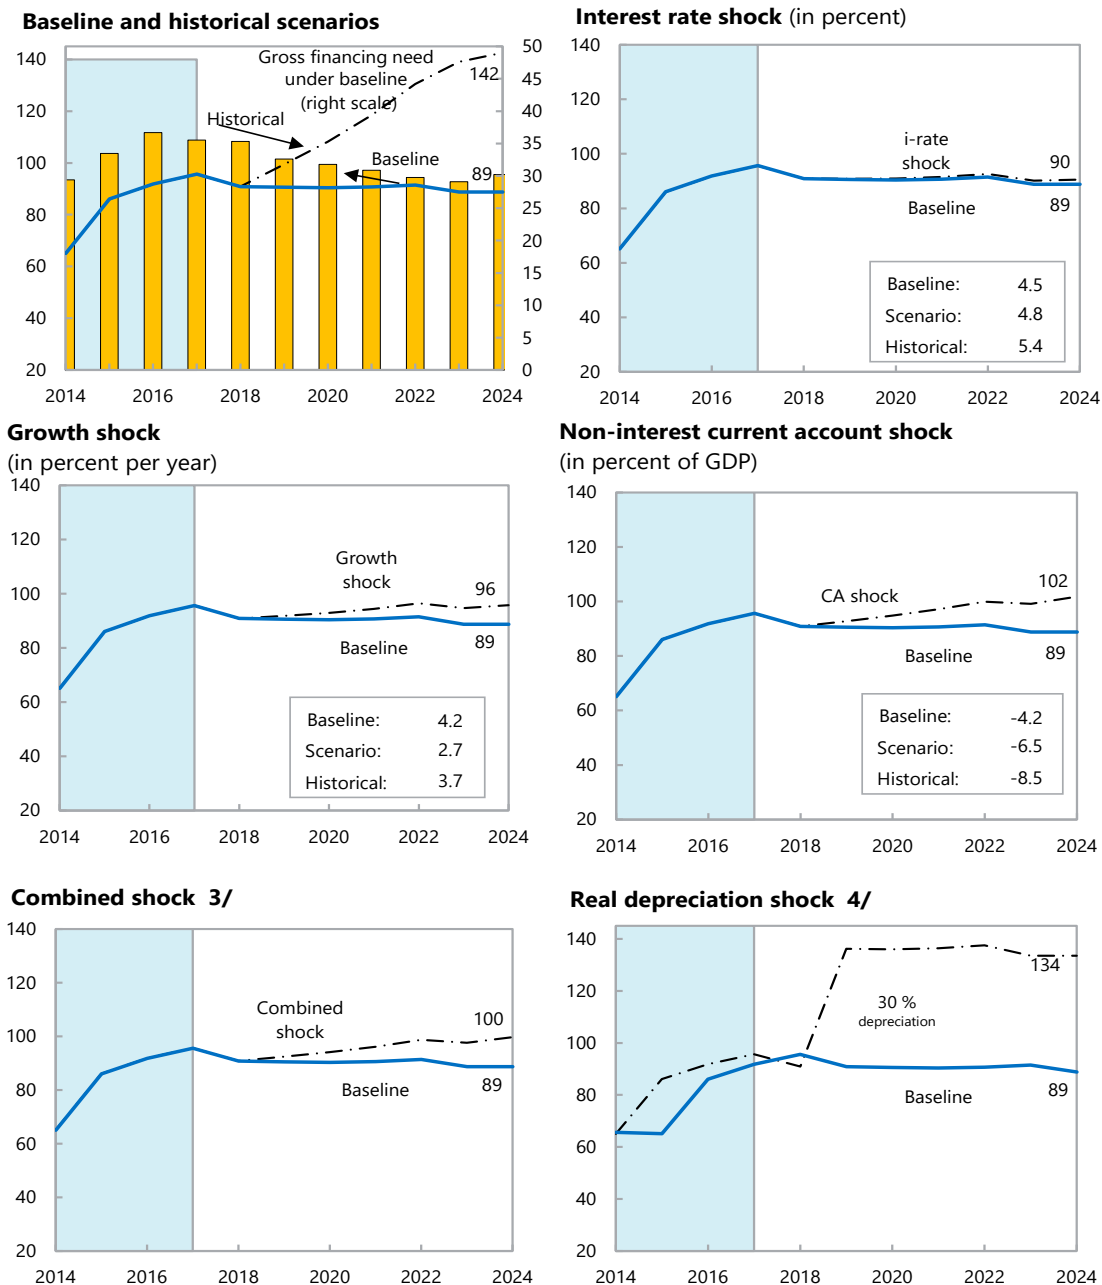 Baseline and historical scenarios
140
120
100
80
60
40
20
50
45
40
35
30
25
20
15
10
5
0
Gross financing need
under baseline
(right scale)
142
Historical
Baseline
89
2014 2016 2018 2020 2022 2024
Interest rate shock (in percent)
140
120
100
80
60
40
20
i-rate
shock
90
Baseline
89
Baseline: 4.5
Scenario: 4.8
Historical: 5.4
2014 2016 2018 2020 2022 2024
Growth shock
(in percent per year)
140
120
100
80
60
40
20
Growth
shock
96
Baseline
89
Baseline: 4.2
Scenario: 2.7
Historical: 3.7
2014 2016 2018 2020 2022 2024
Non-interest current account shock
(in percent of GDP)
140
120
100
80
60
40
20
CA shock
102
Baseline
89
Baseline: -4.2
Scenario: -6.5
Historical: -8.5
2014 2016 2018 2020 2022 2024
Combined shock 3/
140
120
100
80
60
40
20
Combined
shock
100
Baseline
89
2014 2016 2018 2020 2022 2024
Real depreciation shock 4/
140
120
100
80
60
40
20
134
30 %
depreciation
Baseline
89
2014 2016 2018 2020 2022 2024